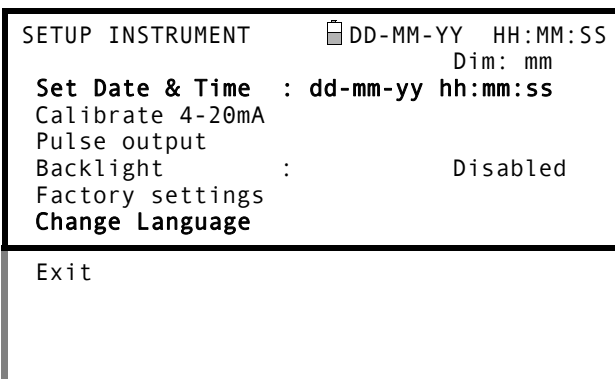 SETUP INSTRUMENT DD-MM-YY HH:MM:SS
Dim: mm
Set Date & Time : dd-mm-yy hh:mm:ss
Calibrate 4-20mA
Pulse output
Backlight : Disabled
Factory settings
Change Language
Exit